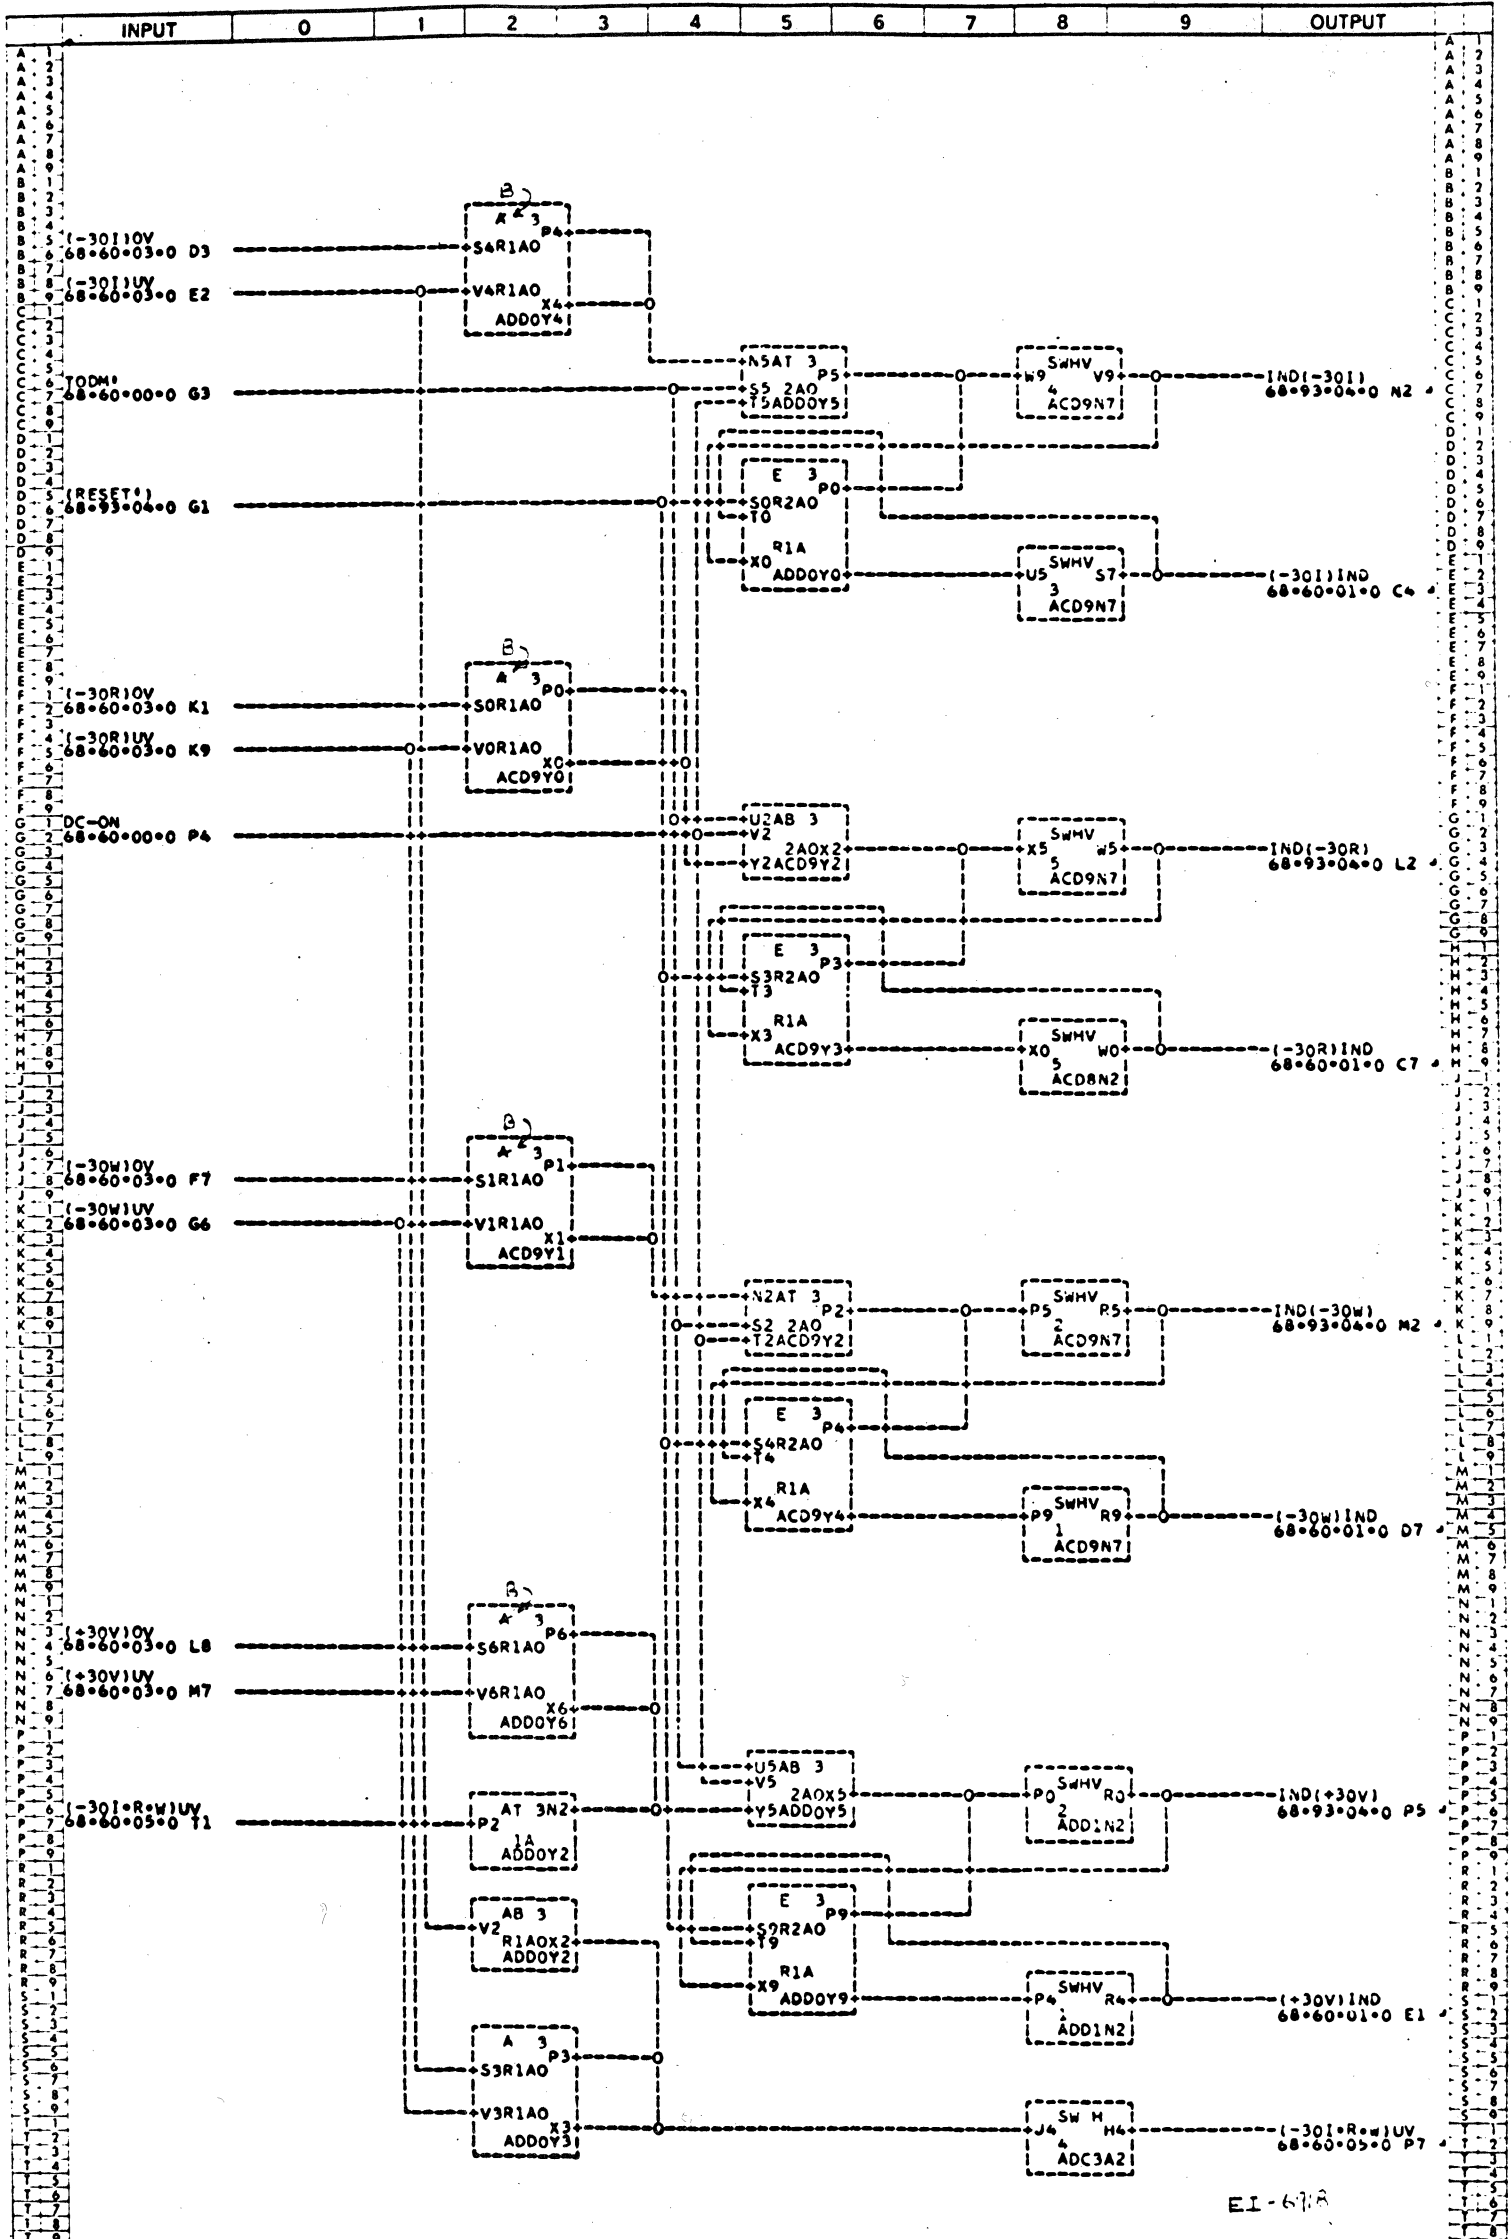 INPUT 0 1 2 3 4 5 6 7 8 9 OUTPUT
B
A 3
P4
(-30I)OV
68•60•03•0 D3
S4R1AO
(-30I)UV
68•60•03•0 E2
V4R1AO
X4
ADD0Y4
N5AT 3
P5
TODM'
68•60•00•0 G3
S5 2AO
T5ADD0Y5
SWHV
W9 V9
4
ACD9N7
IND(-30I)
68•93•04•0 N2
E 3
P0
(RESET')
68•93•04•0 G1
S0R2AO
T0
R1A
X0
ADD0Y0
SWHV
U5 S7
3
ACD9N7
(-30I)IND
68•60•01•0 C4
B
A 3
P0
(-30R)OV
68•60•03•0 K1
S0R1AO
(-30R)UV
68•60•03•0 K9
V0R1AO
X0
ACD9Y0
DC-ON
68•60•00•0 P4
U2AB 3
V2
2AOX2
Y2ACD9Y2
SWHV
X5 W5
5
ACD9N7
IND(-30R)
68•93•04•0 L2
E 3
P3
S3R2AO
T3
R1A
X3
ACD9Y3
SWHV
X0 W0
5
ACD8N2
(-30R)IND
68•60•01•0 C7
B
A 3
P1
(-30W)OV
68•60•03•0 F7
S1R1AO
(-30W)UV
68•60•03•0 G6
V1R1AO
X1
ACD9Y1
N2AT 3
P2
S2 2AO
T2ACD9Y2
SWHV
P5 R5
2
ACD9N7
IND(-30W)
68•93•04•0 M2
E 3
P4
S4R2AO
T4
R1A
X4
ACD9Y4
SWHV
P9 R9
1
ACD9N7
(-30W)IND
68•60•01•0 D7
B
A 3
P6
(+30V)OV
68•60•03•0 L8
S6R1AO
(+30V)UV
68•60•03•0 M7
V6R1AO
X6
ADD0Y6
(-30I•R•W)UV
68•60•05•0 T1
AT 3N2
P2
1A
ADD0Y2
U5AB 3
V5
2AOX5
Y5ADD0Y5
SWHV
P0 R0
2
ADD1N2
IND(+30V)
68•93•04•0 P5
AB 3
V2
R1AOX2
ADD0Y2
E 3
P9
S9R2AO
T9
R1A
X9
ADD0Y9
SWHV
P4 R4
1
ADD1N2
(+30V)IND
68•60•01•0 E1
A 3
P3
S3R1AO
V3R1AO
X3
ADD0Y3
SW H
J4 H4
4
ADC3A2
(-30I•R•W)UV
68•60•05•0 P7